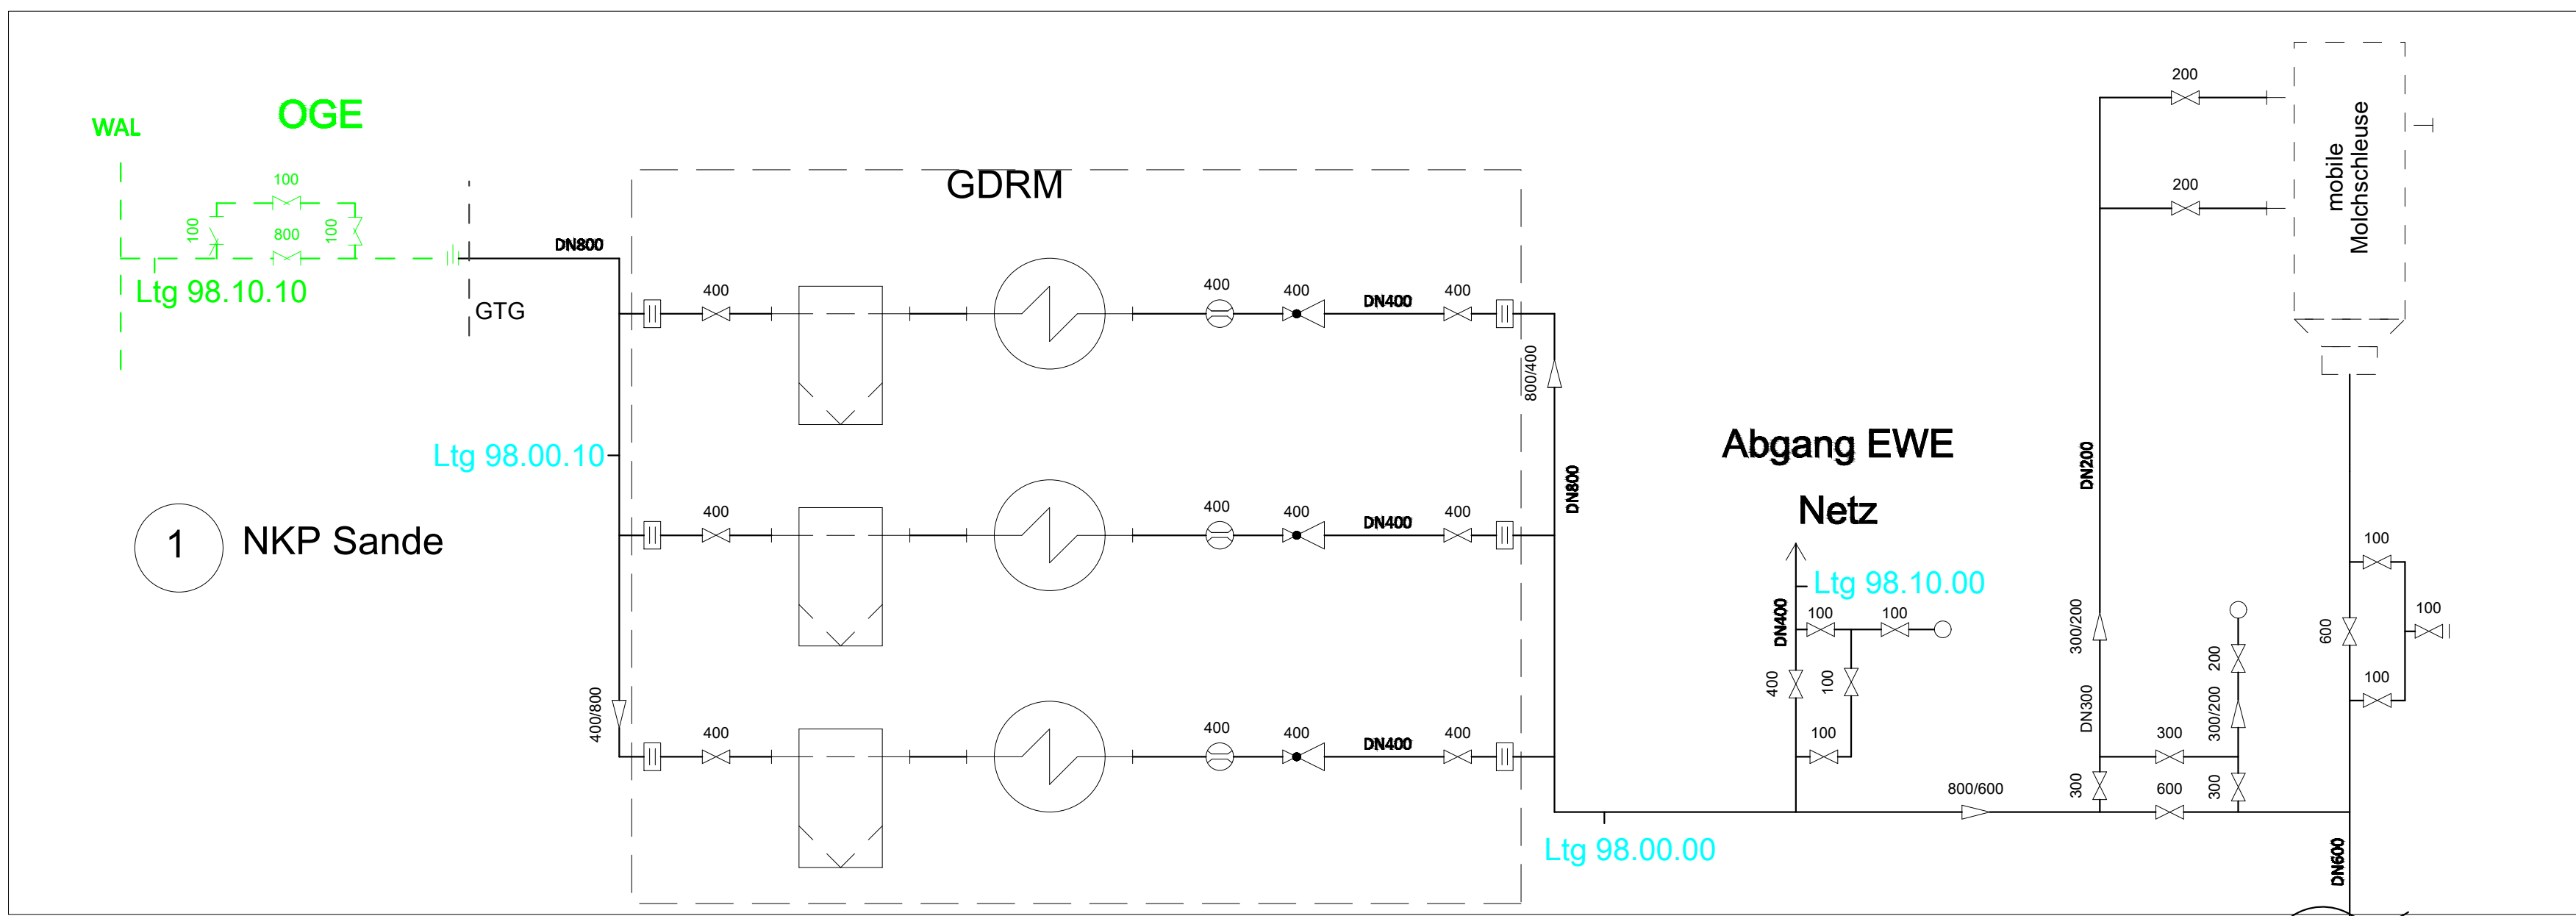 WAL
OGE
100
100
800
100
Ltg 98.10.10
DN800
GTG
GDRM
400
400
400
DN400
400
Ltg 98.00.10
800/400
1
NKP Sande
400
400
400
DN400
400
DN800
400/800
400
400
400
DN400
400
Ltg 98.00.00
Abgang EWE
Netz
Ltg 98.10.00
DN400
100
100
400
100
100
800/600
200
200
mobile
Molchschleuse
DN200
300/200
DN300
300
300
600
200
300/200
300
100
600
100
100
DN600